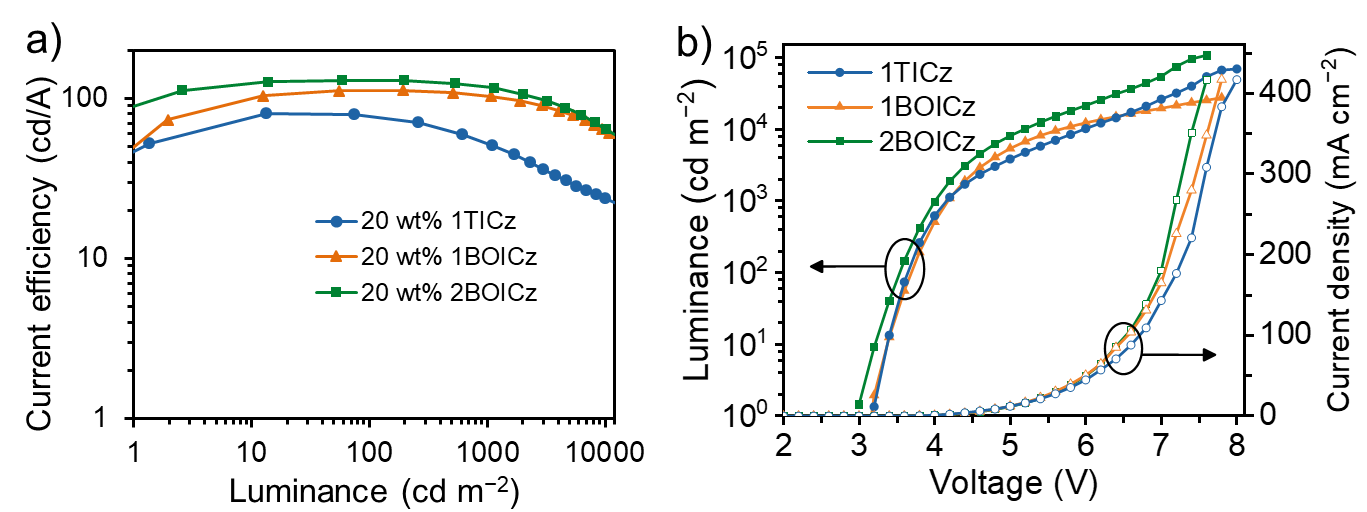 a)
Current efficiency (cd/A)
100
10
1
20 wt% 1TICz
20 wt% 1BOICz
20 wt% 2BOICz
1 10 100 1000 10000
Luminance (cd m⁻²)
b)
Luminance (cd m⁻²)
10⁵
10⁴
10³
10²
10¹
10⁰
1TICz
1BOICz
2BOICz
400
300
200
100
0
Current density (mA cm⁻²)
2 3 4 5 6 7 8
Voltage (V)